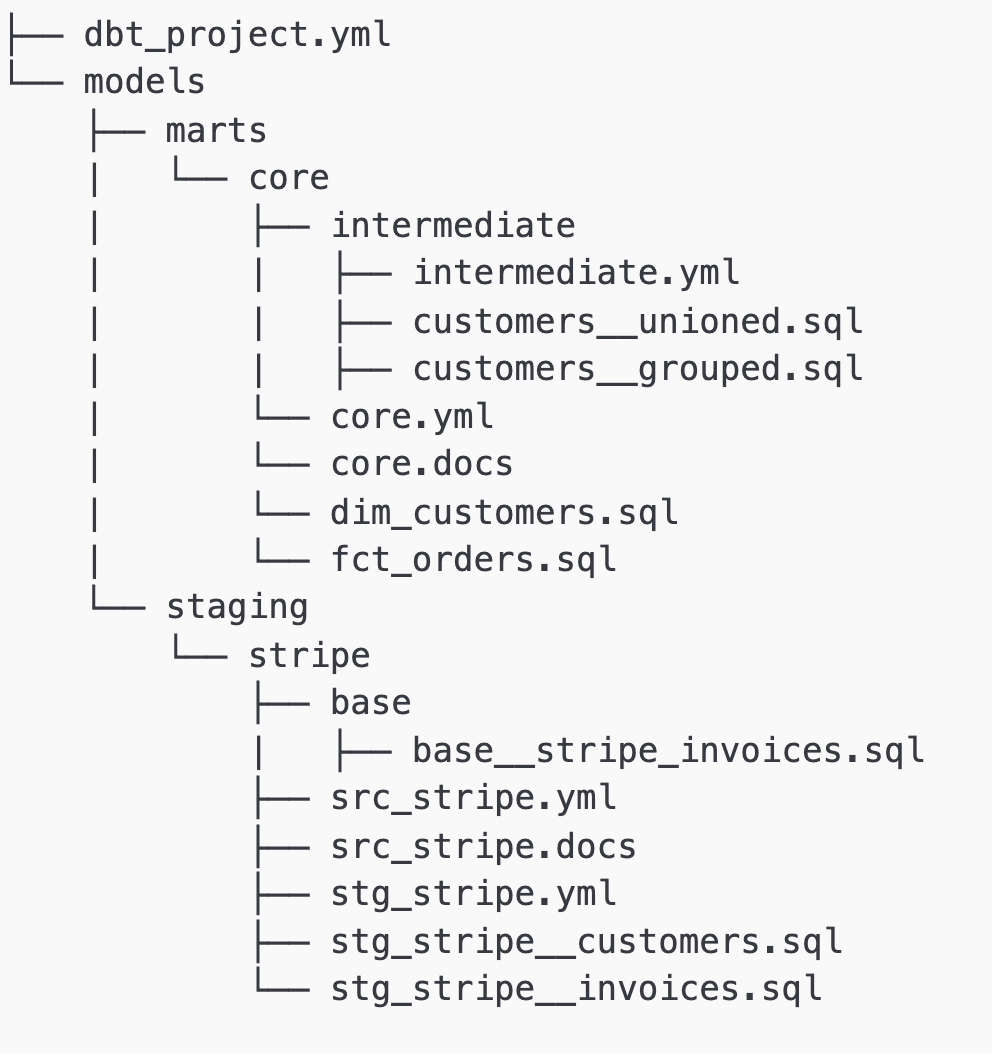 ├── dbt_project.yml
└── models
    ├── marts
    |   └── core
    |       ├── intermediate
    |       |   ├── intermediate.yml
    |       |   ├── customers__unioned.sql
    |       |   ├── customers__grouped.sql
    |       └── core.yml
    |       └── core.docs
    |       └── dim_customers.sql
    |       └── fct_orders.sql
    └── staging
        └── stripe
            ├── base
            |   ├── base__stripe_invoices.sql
            ├── src_stripe.yml
            ├── src_stripe.docs
            ├── stg_stripe.yml
            ├── stg_stripe__customers.sql
            └── stg_stripe__invoices.sql